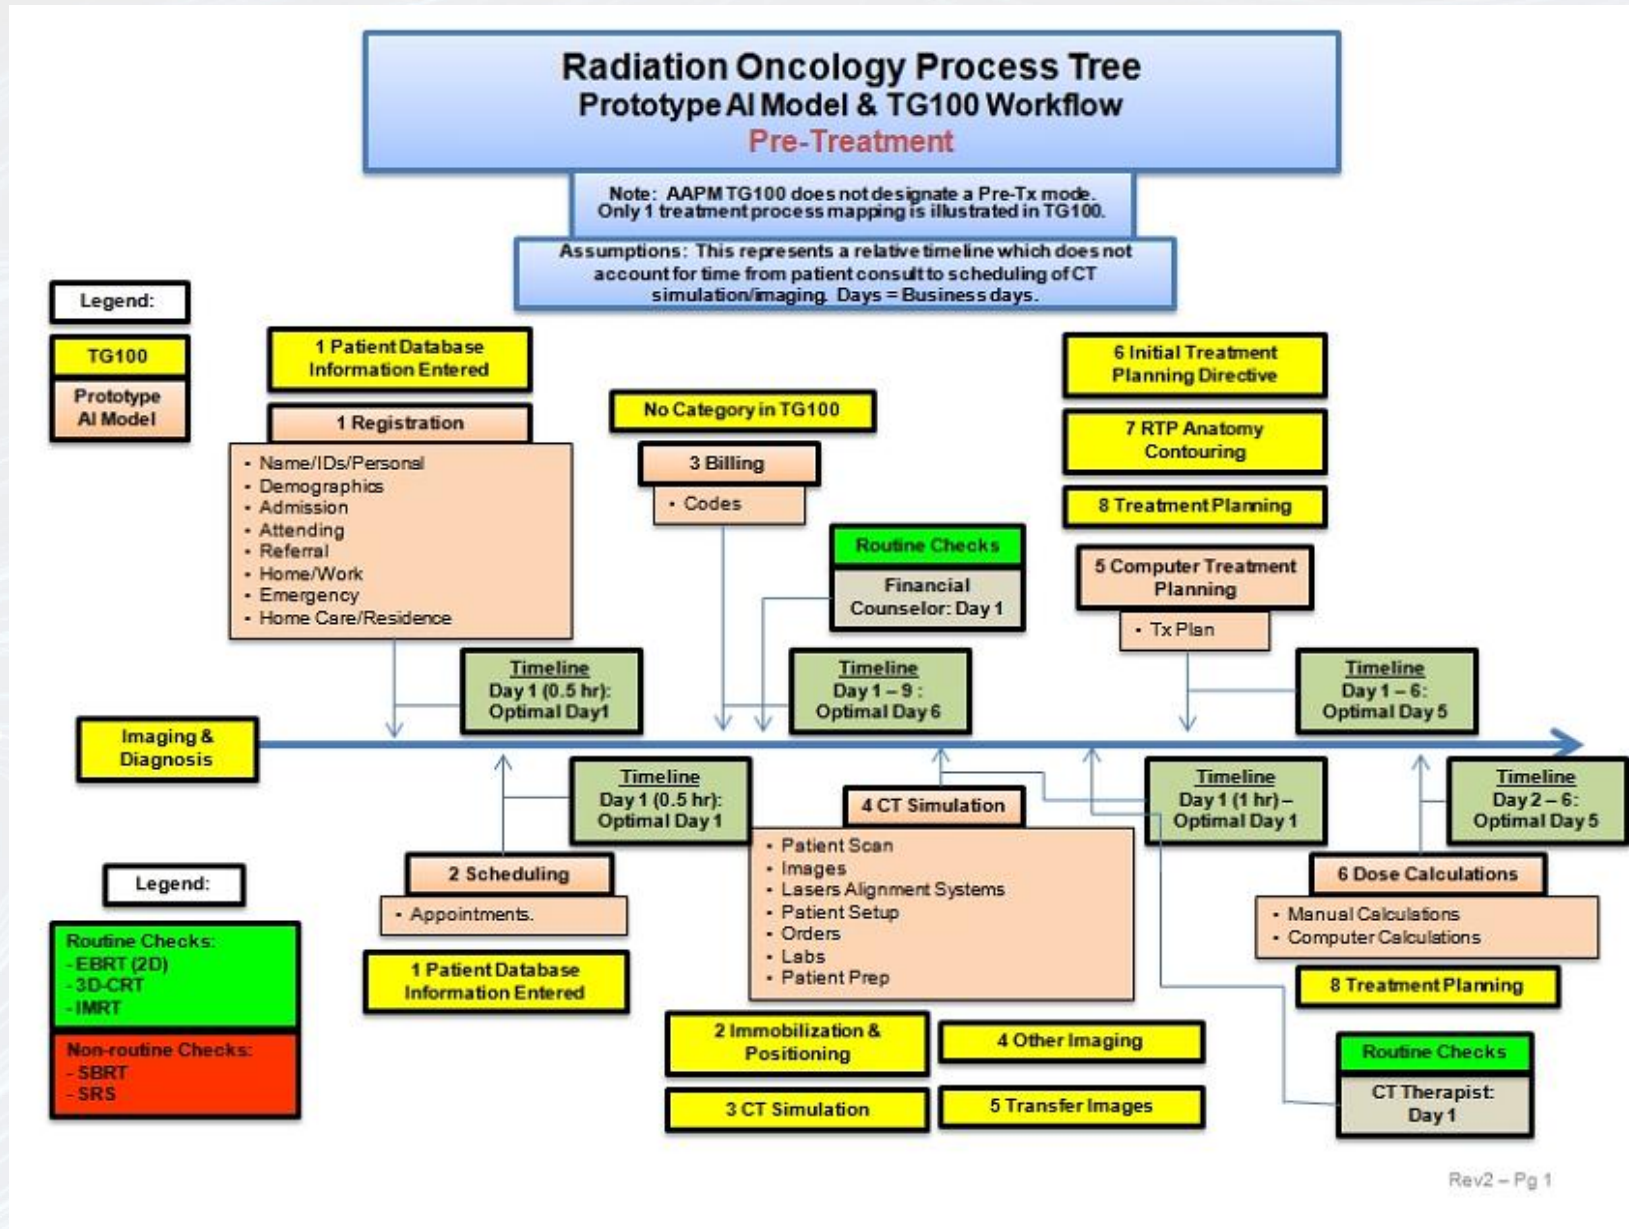 Radiation Oncology Process Tree
Prototype AI Model & TG100 Workflow
Pre-Treatment
Note: AAPM TG100 does not designate a Pre-Tx mode.
Only 1 treatment process mapping is illustrated in TG100.
Assumptions: This represents a relative timeline which does not
account for time from patient consult to scheduling of CT
simulation/imaging. Days = Business days.
Legend:
TG100
Prototype
AI Model
1 Patient Database
Information Entered
1 Registration
• Name/IDs/Personal
• Demographics
• Admission
• Attending
• Referral
• Home/Work
• Emergency
• Home Care/Residence
Timeline
Day 1 (0.5 hr):
Optimal Day1
No Category in TG100
3 Billing
• Codes
Routine Checks
Financial
Counselor: Day 1
Timeline
Day 1 – 9 :
Optimal Day 6
6 Initial Treatment
Planning Directive
7 RTP Anatomy
Contouring
8 Treatment Planning
5 Computer Treatment
Planning
• Tx Plan
Timeline
Day 1 – 6:
Optimal Day 5
Imaging &
Diagnosis
Timeline
Day 1 (0.5 hr):
Optimal Day 1
2 Scheduling
• Appointments.
1 Patient Database
Information Entered
4 CT Simulation
• Patient Scan
• Images
• Lasers Alignment Systems
• Patient Setup
• Orders
• Labs
• Patient Prep
Timeline
Day 1 (1 hr) –
Optimal Day
1
2 Immobilization &
Positioning
4 Other Imaging
3 CT Simulation
5 Transfer Images
Timeline
Day 2 – 6:
Optimal Day 5
6 Dose Calculations
• Manual Calculations
• Computer Calculations
8 Treatment Planning
Routine Checks
CT Therapist:
Day 1
Legend:
Routine Checks:
- EBRT (2D)
- 3D-CRT
- IMRT
Non-routine Checks:
- SBRT
- SRS
Rev2 – Pg 1